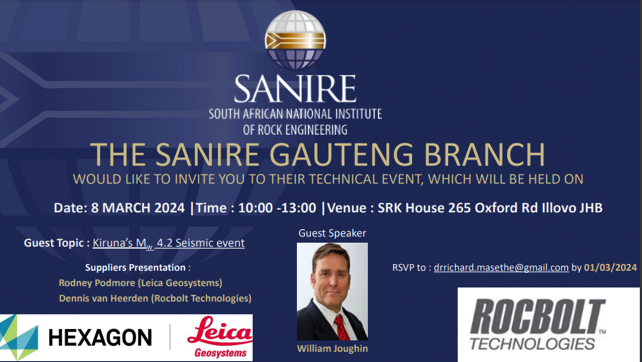 SANIRE
SOUTH AFRICAN NATIONAL INSTITUTE
OF ROCK ENGINEERING
THE SANIRE GAUTENG BRANCH
WOULD LIKE TO INVITE YOU TO THEIR TECHNICAL EVENT, WHICH WILL BE HELD ON
Date: 8 MARCH 2024 |Time : 10:00 -13:00 |Venue : SRK House 265 Oxford Rd Illovo JHB
Guest Topic : Kiruna's Mw 4.2 Seismic event
Suppliers Presentation :
Rodney Podmore (Leica Geosystems)
Dennis van Heerden (Rocbolt Technologies)
HEXAGON
Leica
Geosystems
Guest Speaker
William Joughin
RSVP to : drrichard.masethe@gmail.com by 01/03/2024
ROCBOLT™
TECHNOLOGIES